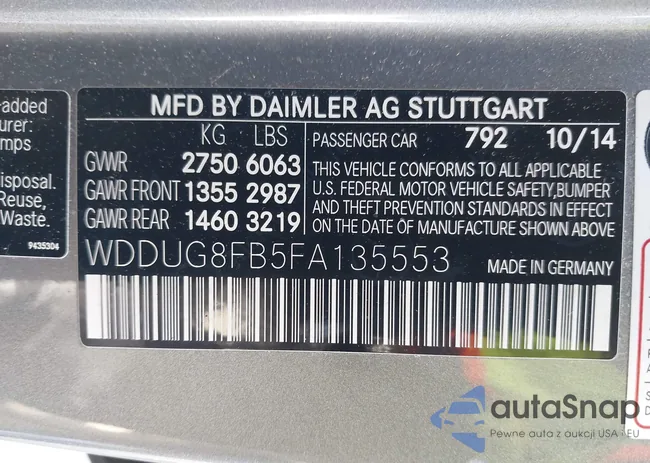 -added
urer:
mps
isposal.
Reuse,
Waste.
9435304
MFD BY DAIMLER AG STUTTGART
KG LBS
GVWR 2750 6063
GAWR FRONT 1355 2987
GAWR REAR 1460 3219
PASSENGER CAR 792 10/14
THIS VEHICLE CONFORMS TO ALL APPLICABLE
U.S. FEDERAL MOTOR VEHICLE SAFETY,BUMPER
AND THEFT PREVENTION STANDARDS IN EFFECT
ON THE DATE OF MANUFACTURE SHOWN ABOVE
WDDUG8FB5FA135553
MADE IN GERMANY
autaSnap
Pewne auta z aukcji USA - EU